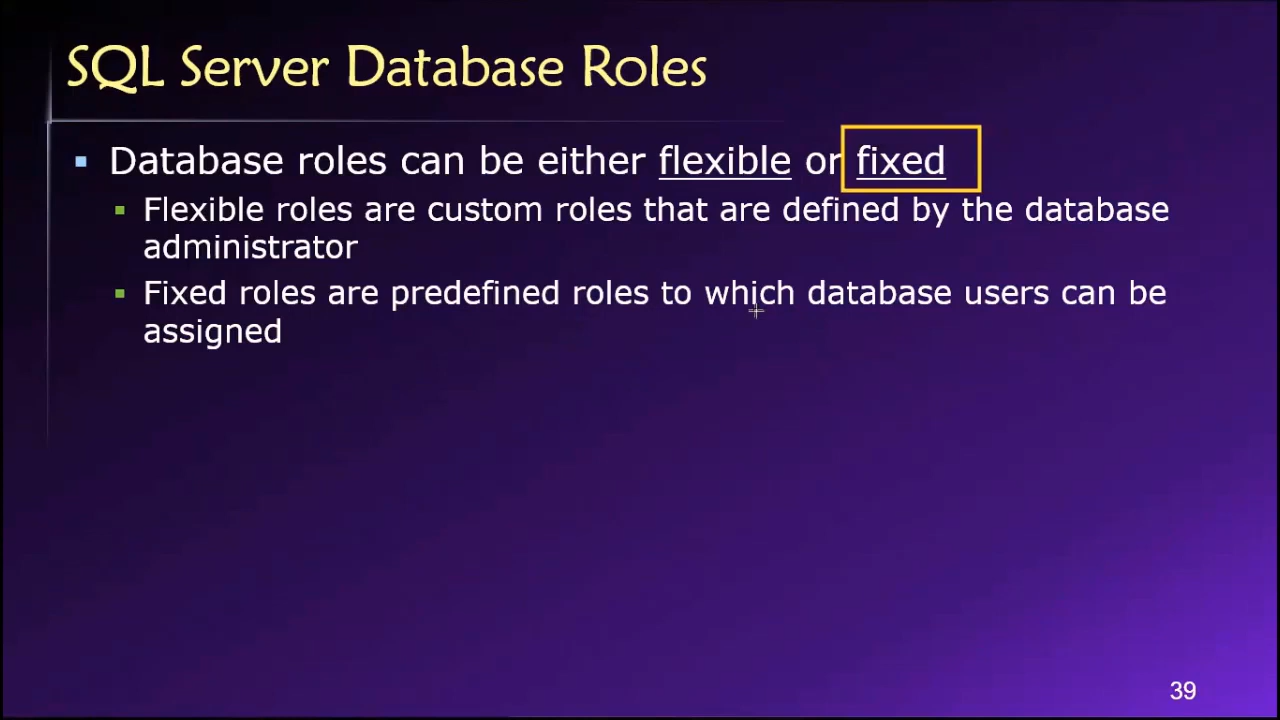 SQL Server Database Roles
Database roles can be either flexible or fixed
Flexible roles are custom roles that are defined by the database
administrator
Fixed roles are predefined roles to which database users can be
assigned
39